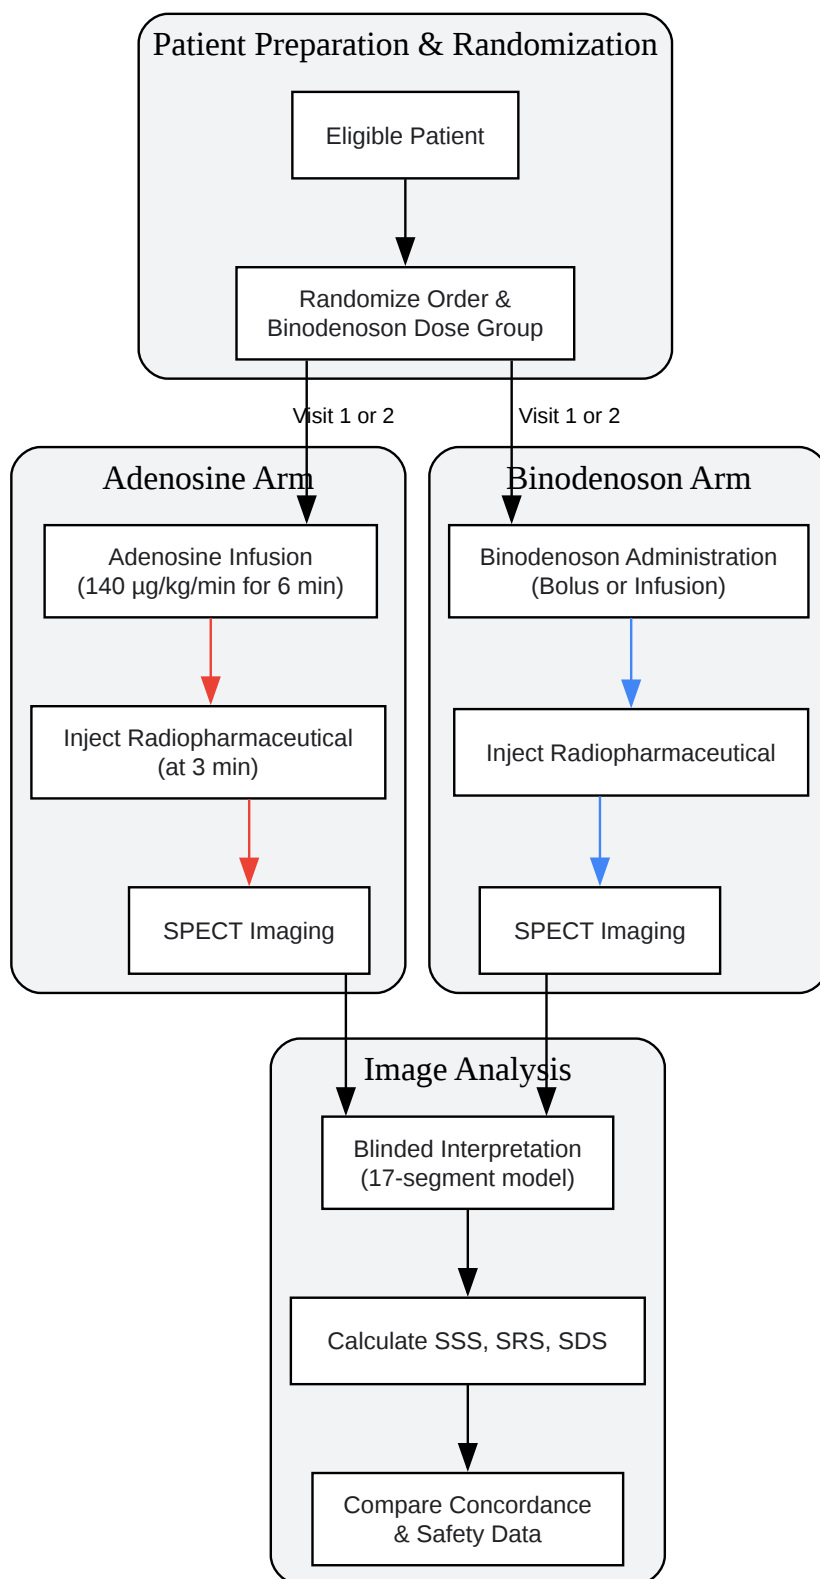 Patient Preparation & Randomization
Eligible Patient
Randomize Order &
Binodenoson Dose Group
Visit 1 or 2
Visit 1 or 2
Adenosine Arm
Adenosine Infusion
(140 µg/kg/min for 6 min)
Inject Radiopharmaceutical
(at 3 min)
SPECT Imaging
Binodenoson Arm
Binodenoson Administration
(Bolus or Infusion)
Inject Radiopharmaceutical
SPECT Imaging
Image Analysis
Blinded Interpretation
(17-segment model)
Calculate SSS, SRS, SDS
Compare Concordance
& Safety Data